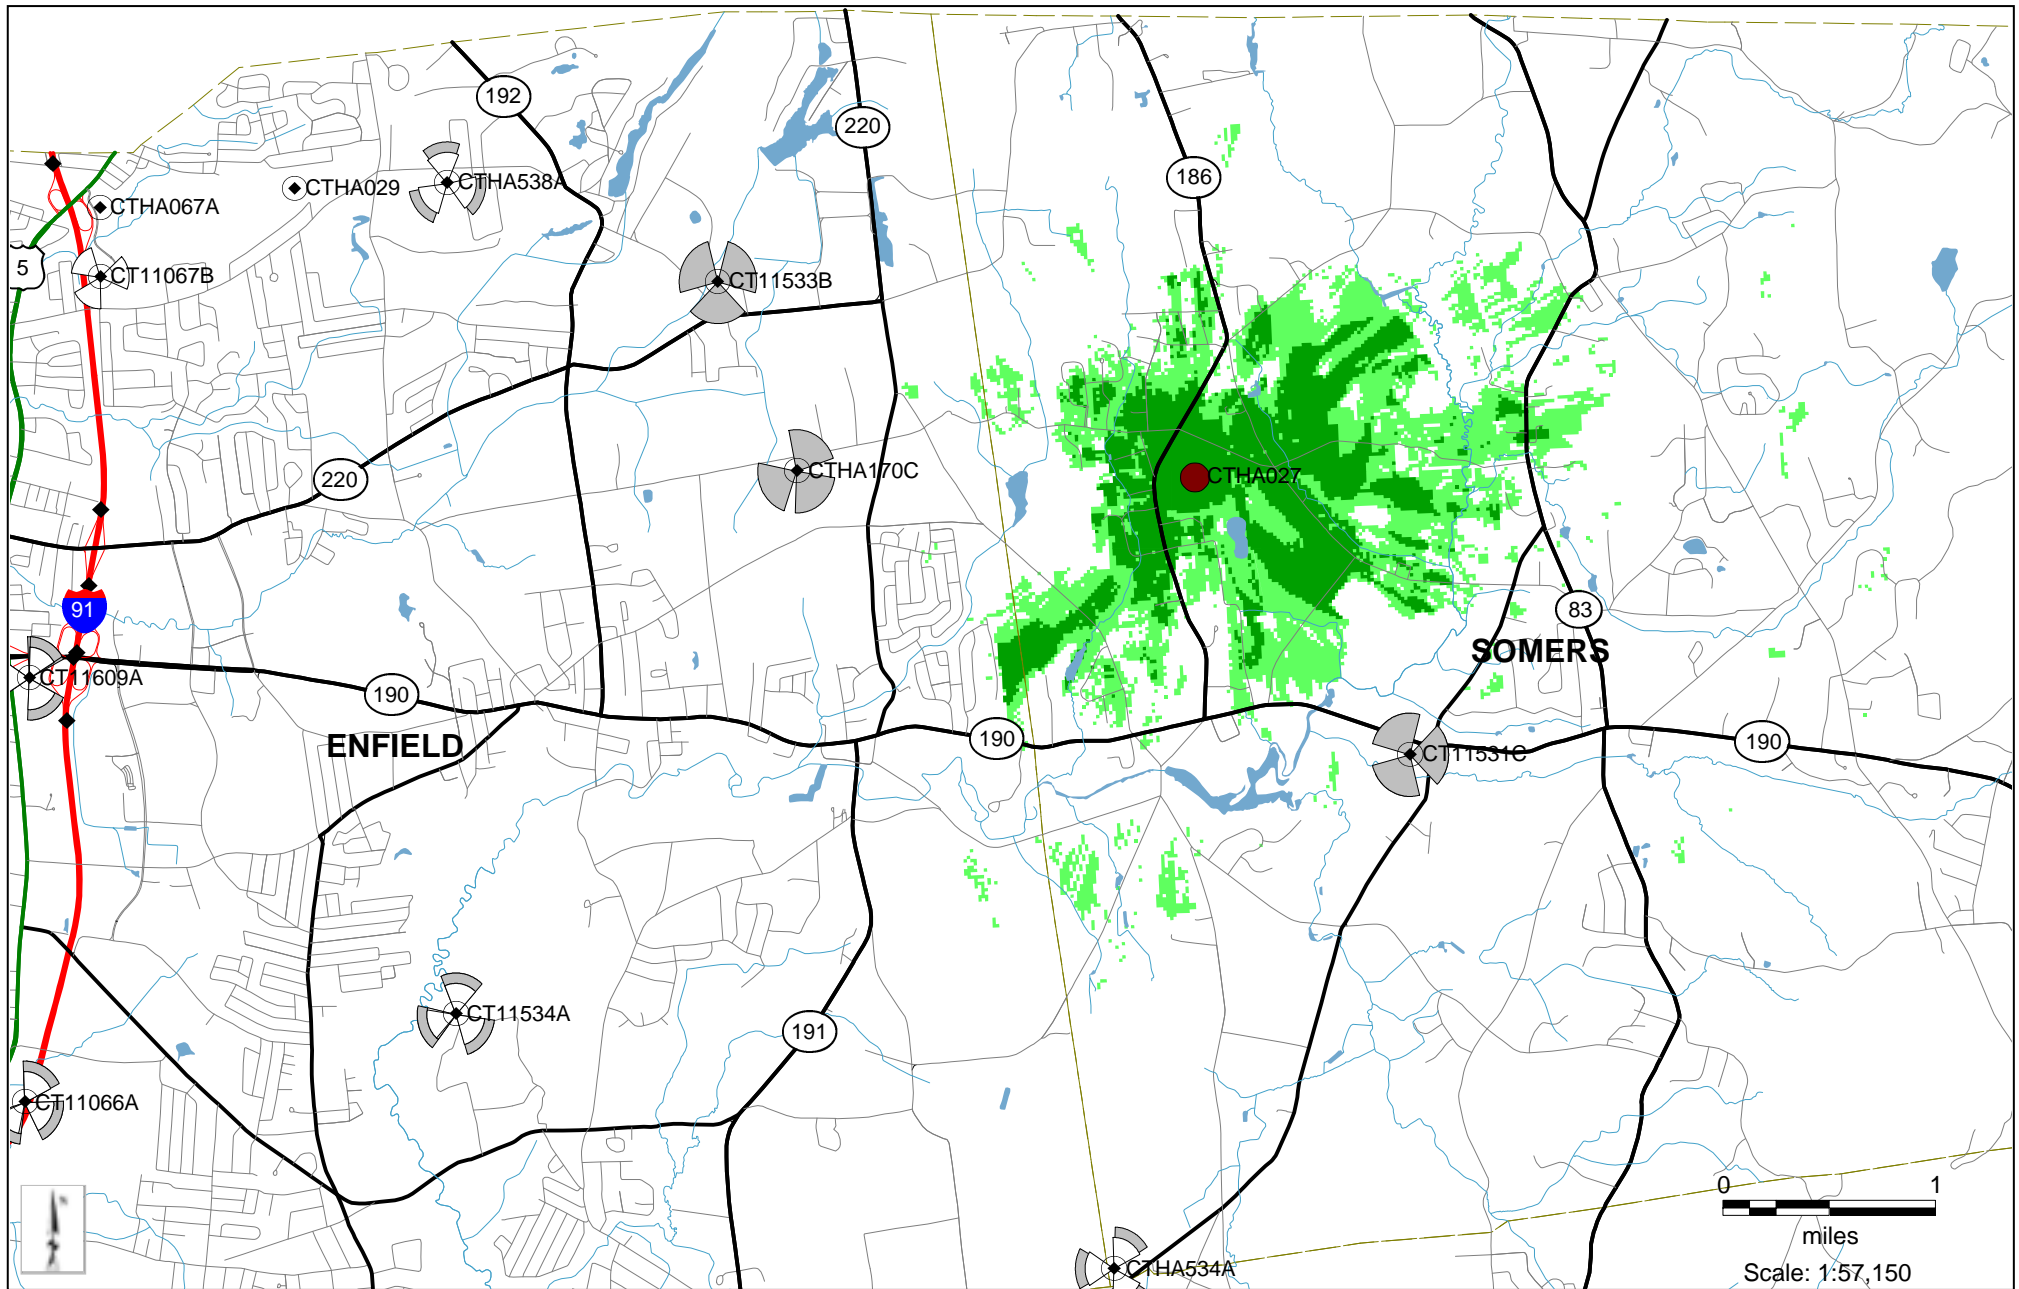 192
220
186
CTHA029
CTHA538A
CTHA067A
5
CT11067B
CT11533B
220
CTHA170C
CTHA027
91
83
SOMERS
CT11609A
190
ENFIELD
190
190
CT11531C
CT11534A
191
CT11066A
0 1
miles
CTHA534A
Scale: 1:57,150